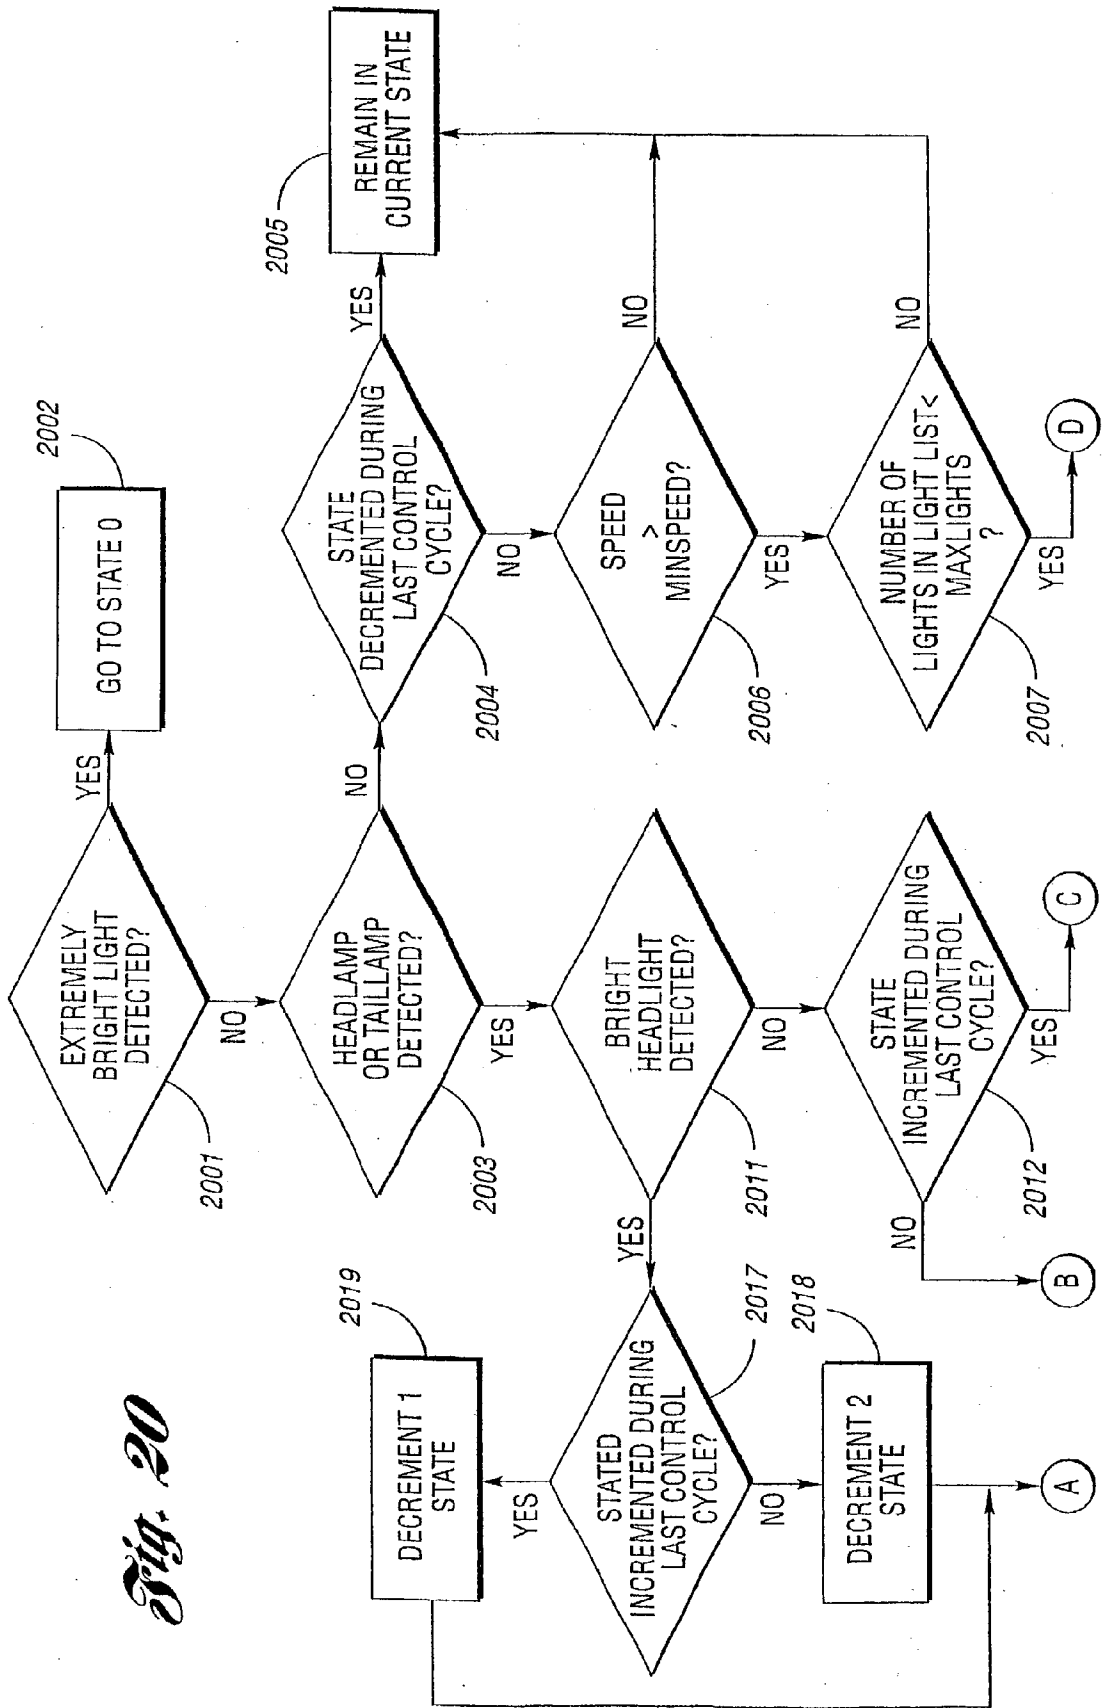 EXTREMELY
BRIGHT LIGHT
DETECTED?
2001
YES
GO TO STATE 0
2002
NO
HEADLAMP
OR TAILLAMP
DETECTED?
2003
NO
STATE
DECREMENTED DURING
LAST CONTROL
CYCLE?
2004
YES
REMAIN IN
CURRENT STATE
2005
YES
NO
BRIGHT
HEADLIGHT
DETECTED?
2011
SPEED
>
MINSPEED?
2006
NO
YES
NO
YES
STATE
INCREMENTED DURING
LAST CONTROL
CYCLE?
2012
NUMBER OF
LIGHTS IN LIGHT LIST<
MAXLIGHTS
?
2007
NO
NO
YES
YES
B
C
D
DECREMENT 1
STATE
2019
YES
STATED
INCREMENTED DURING
LAST CONTROL
CYCLE?
2017
NO
DECREMENT 2
STATE
2018
A
Fig. 20